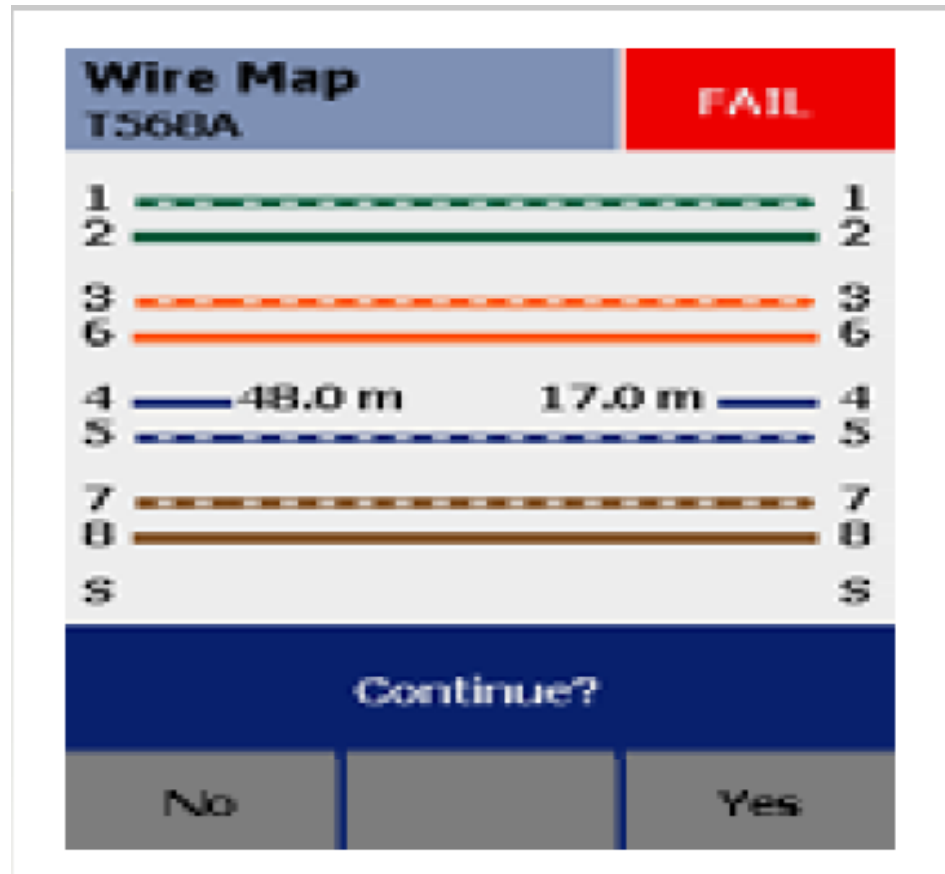 Wire Map
T568A
FAIL
1 1
2 2
3 3
6 6
4 48.0 m 17.0 m 4
5 5
7 7
8 8
S S
Continue?
No Yes